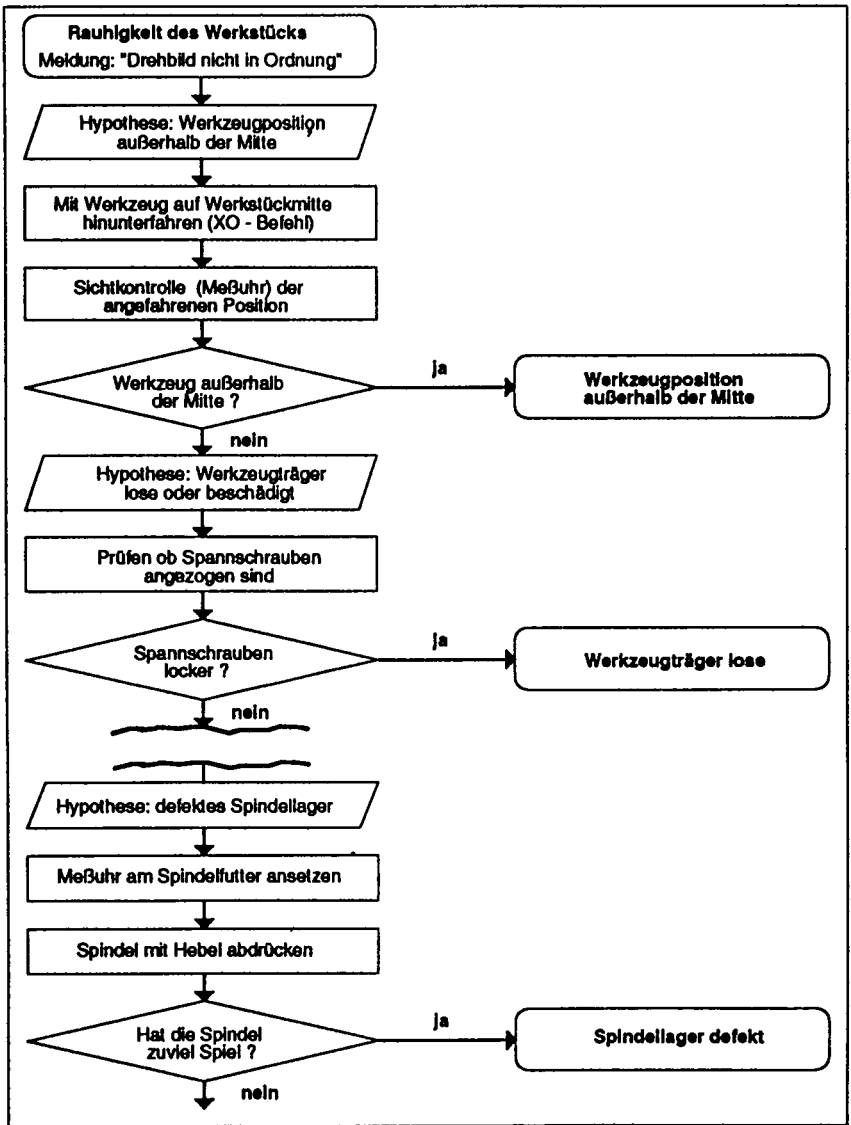 Rauhigkeit des Werkstücks
Meldung: "Drehbild nicht in Ordnung"
Hypothese: Werkzeugposition
außerhalb der Mitte
Mit Werkzeug auf Werkstückmitte
hinunterfahren (XO - Befehl)
Sichtkontrolle (Meßuhr) der
angefahrenen Position
Werkzeug außerhalb
der Mitte ?
ja
Werkzeugposition
außerhalb der Mitte
nein
Hypothese: Werkzeugträger
lose oder beschädigt
Prüfen ob Spannschrauben
angezogen sind
Spannschrauben
locker ?
ja
Werkzeugträger lose
nein
Hypothese: defektes Spindellager
Meßuhr am Spindelfutter ansetzen
Spindel mit Hebel abdrücken
Hat die Spindel
zuviel Spiel ?
ja
Spindellager defekt
nein